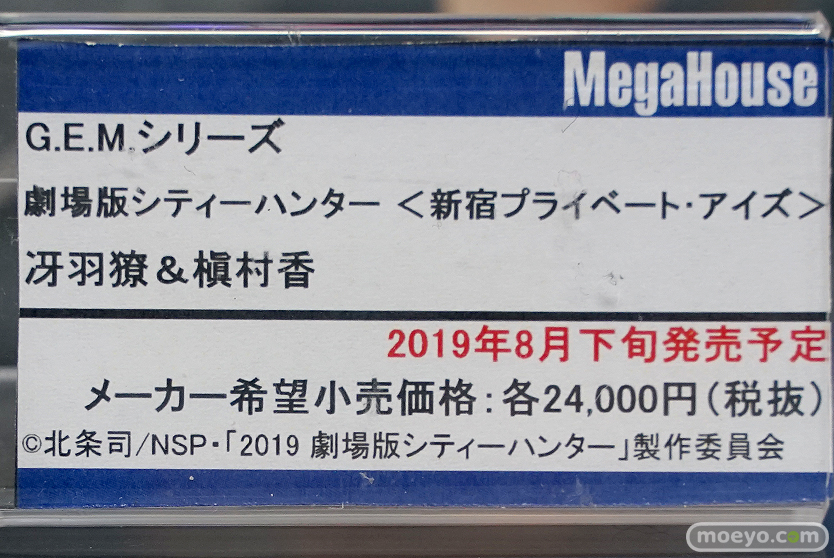 MegaHouse
G.E.M.シリーズ
劇場版シティーハンター ＜新宿プライベート・アイズ＞
冴羽獠＆槇村香
2019年8月下旬発売予定
メーカー希望小売価格：各24,000円（税抜）
©北条司/NSP・「2019 劇場版シティーハンター」製作委員会
moeyo.com